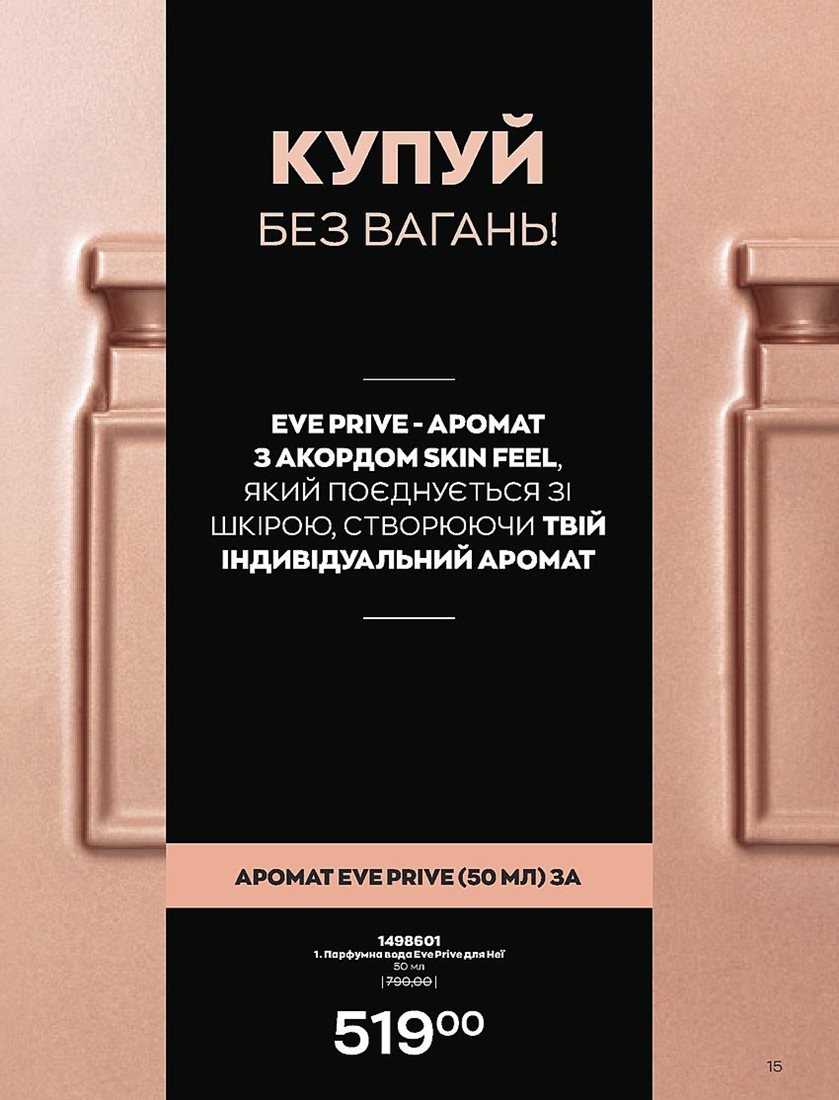 КУПУЙ
БЕЗ ВАГАНЬ!
EVE PRIVE - АРОМАТ
З АКОРДОМ SKIN FEEL,
ЯКИЙ ПОЄДНУЄТЬСЯ ЗІ
ШКІРОЮ, СТВОРЮЮЧИ ТВІЙ
ІНДИВІДУАЛЬНИЙ АРОМАТ
АРОМАТ EVE PRIVE (50 МЛ) ЗА
1498601
1. Парфумна вода Eve Prive для Неї
50 мл
|790,00|
519⁰⁰
15